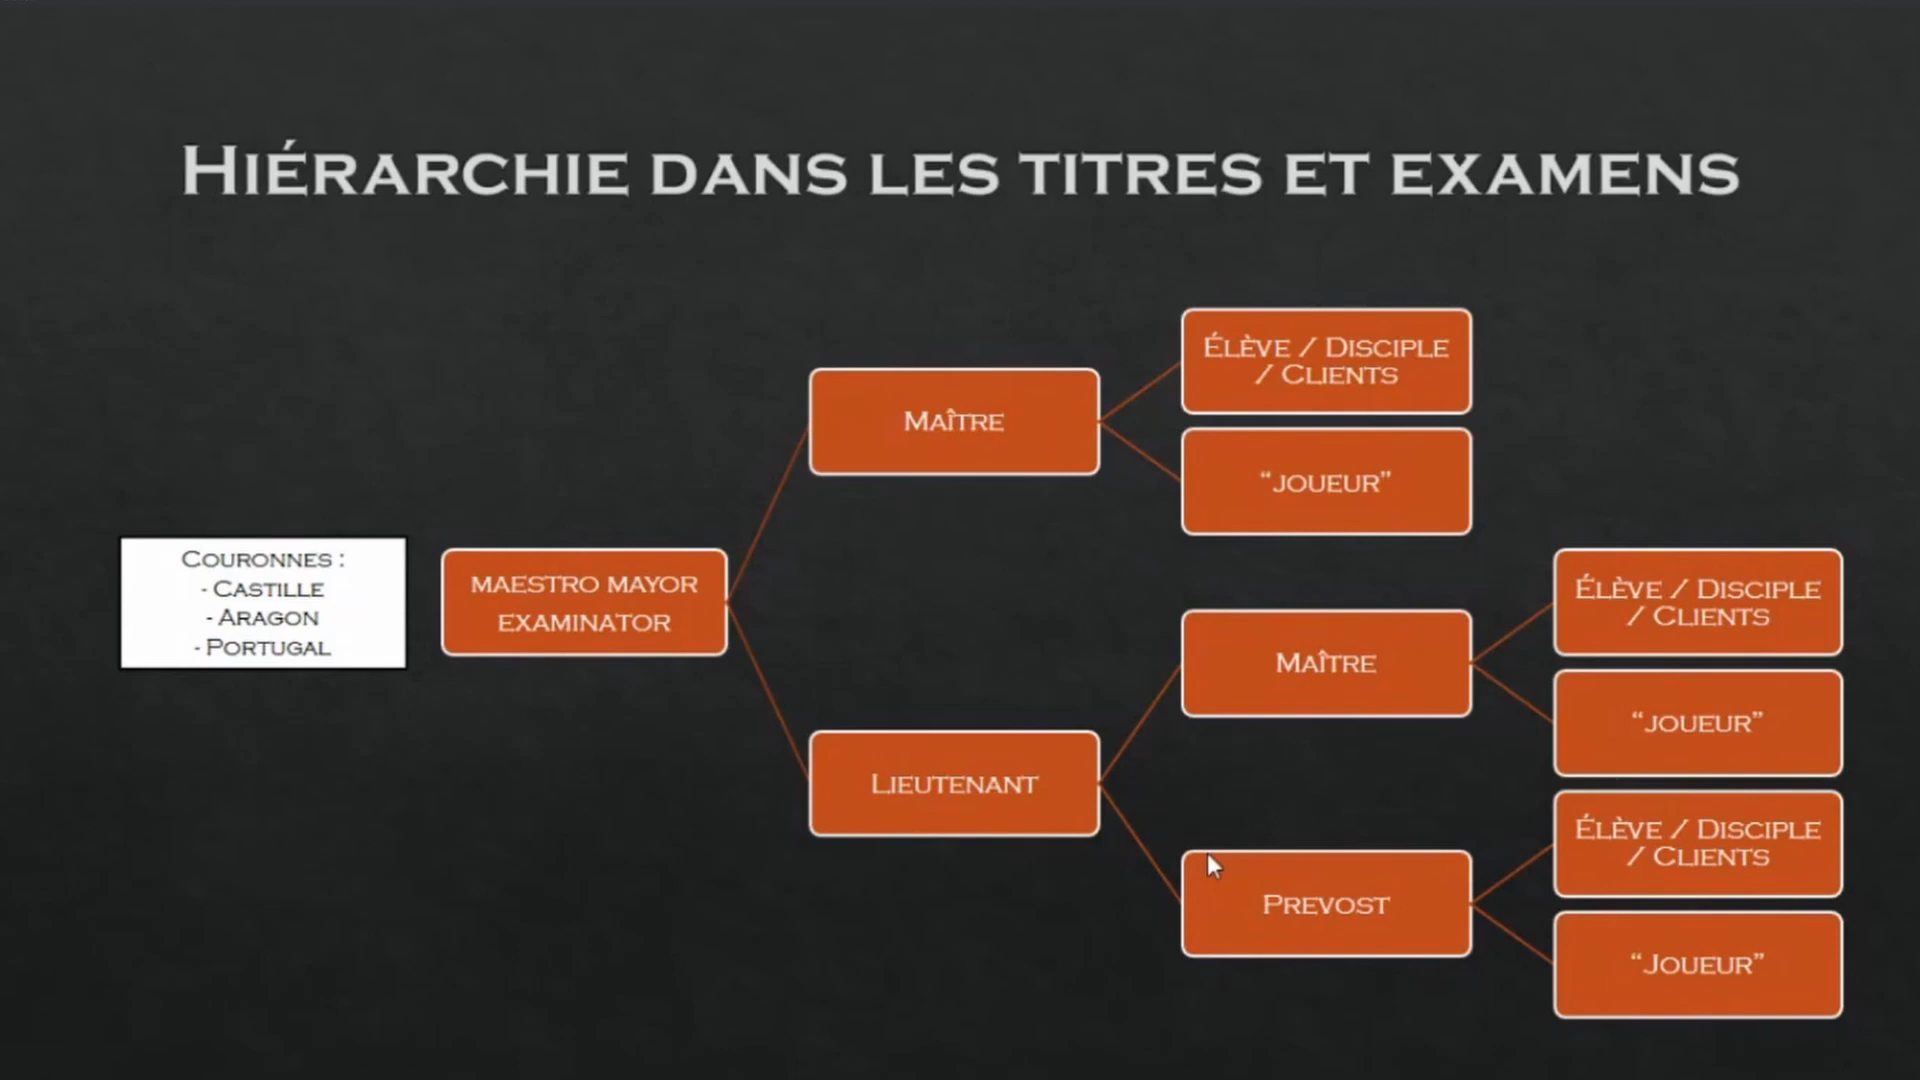 Hiérarchie dans les titres et examens
Couronnes :
- Castille
- Aragon
- Portugal
maestro mayor
examinator
Maître
Élève / Disciple
/ Clients
“joueur”
Lieutenant
Maître
Élève / Disciple
/ Clients
“joueur”
Prevost
Élève / Disciple
/ Clients
“Joueur”